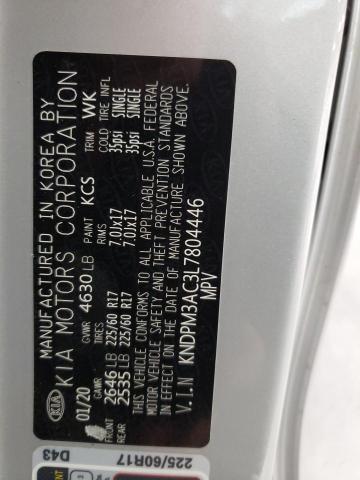 MANUFACTURED IN KOREA BY
KIA KIA MOTORS CORPORATION
01/20 GVWR 4630 LB PAINT KCS TRIM WK
GAWR TIRES RIMS COLD TIRE INFL
FRONT 2646 LB 225/60 R17 7.0Jx17 35psi SINGLE
REAR 2535 LB 225/60 R17 7.0Jx17 35psi SINGLE
THIS VEHICLE CONFORMS TO ALL APPLICABLE U.S.A. FEDERAL
MOTOR VEHICLE SAFETY AND THEFT PREVENTION STANDARDS
IN EFFECT ON THE DATE OF MANUFACTURE SHOWN ABOVE.
V.I.N KNDPM3AC3L7804446
MPV
D43
225/60R17